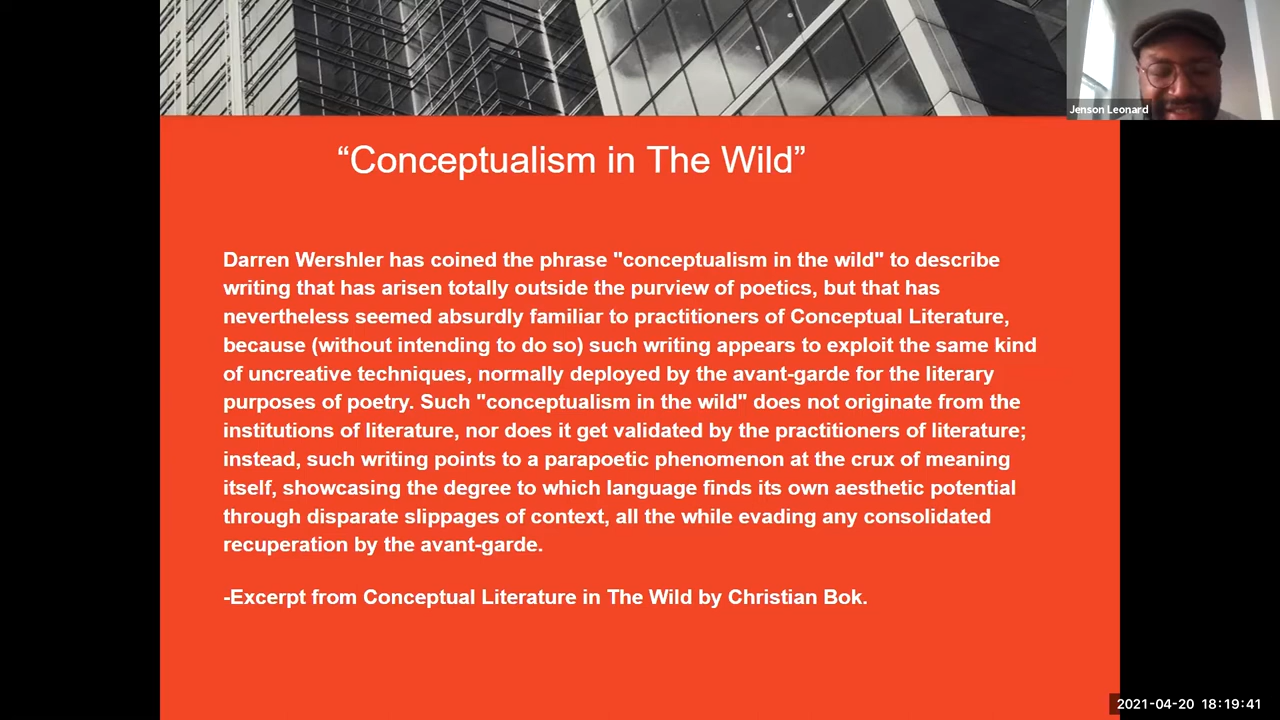 Jenson Leonard
“Conceptualism in The Wild”
Darren Wershler has coined the phrase "conceptualism in the wild" to describe
writing that has arisen totally outside the purview of poetics, but that has
nevertheless seemed absurdly familiar to practitioners of Conceptual Literature,
because (without intending to do so) such writing appears to exploit the same kind
of uncreative techniques, normally deployed by the avant-garde for the literary
purposes of poetry. Such "conceptualism in the wild" does not originate from the
institutions of literature, nor does it get validated by the practitioners of literature;
instead, such writing points to a parapoetic phenomenon at the crux of meaning
itself, showcasing the degree to which language finds its own aesthetic potential
through disparate slippages of context, all the while evading any consolidated
recuperation by the avant-garde.
-Excerpt from Conceptual Literature in The Wild by Christian Bok.
2021-04-20 18:19:41